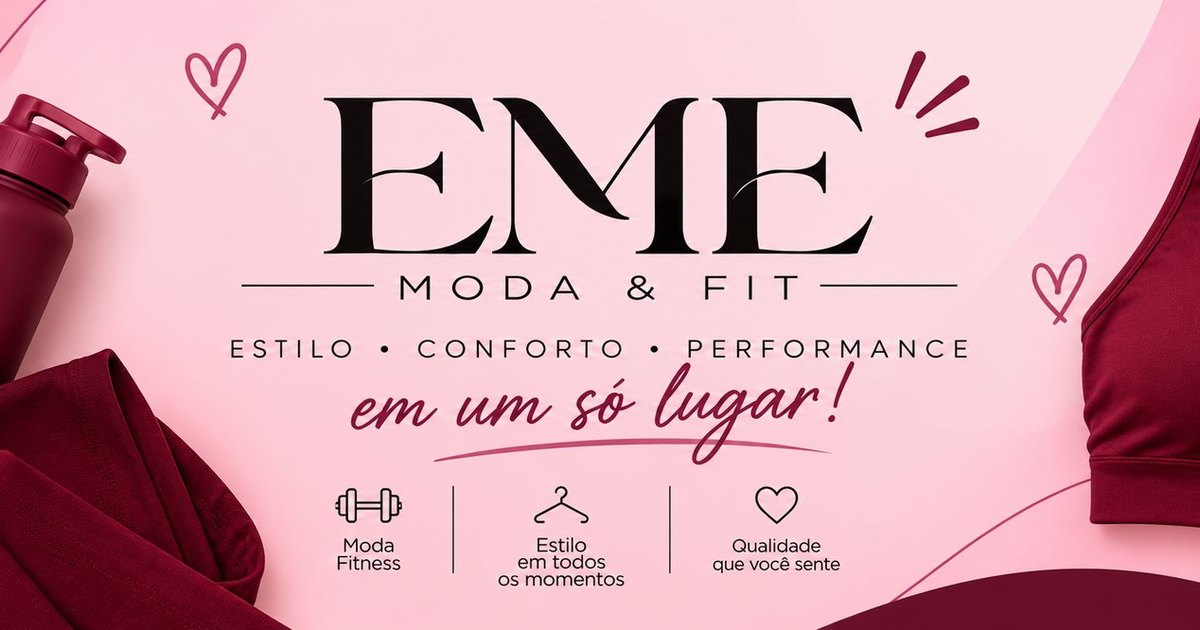 EME
MODA & FIT
ESTILO • CONFORTO • PERFORMANCE
em um só lugar!
Moda
Fitness
Estilo
em todos
os momentos
Qualidade
que você sente